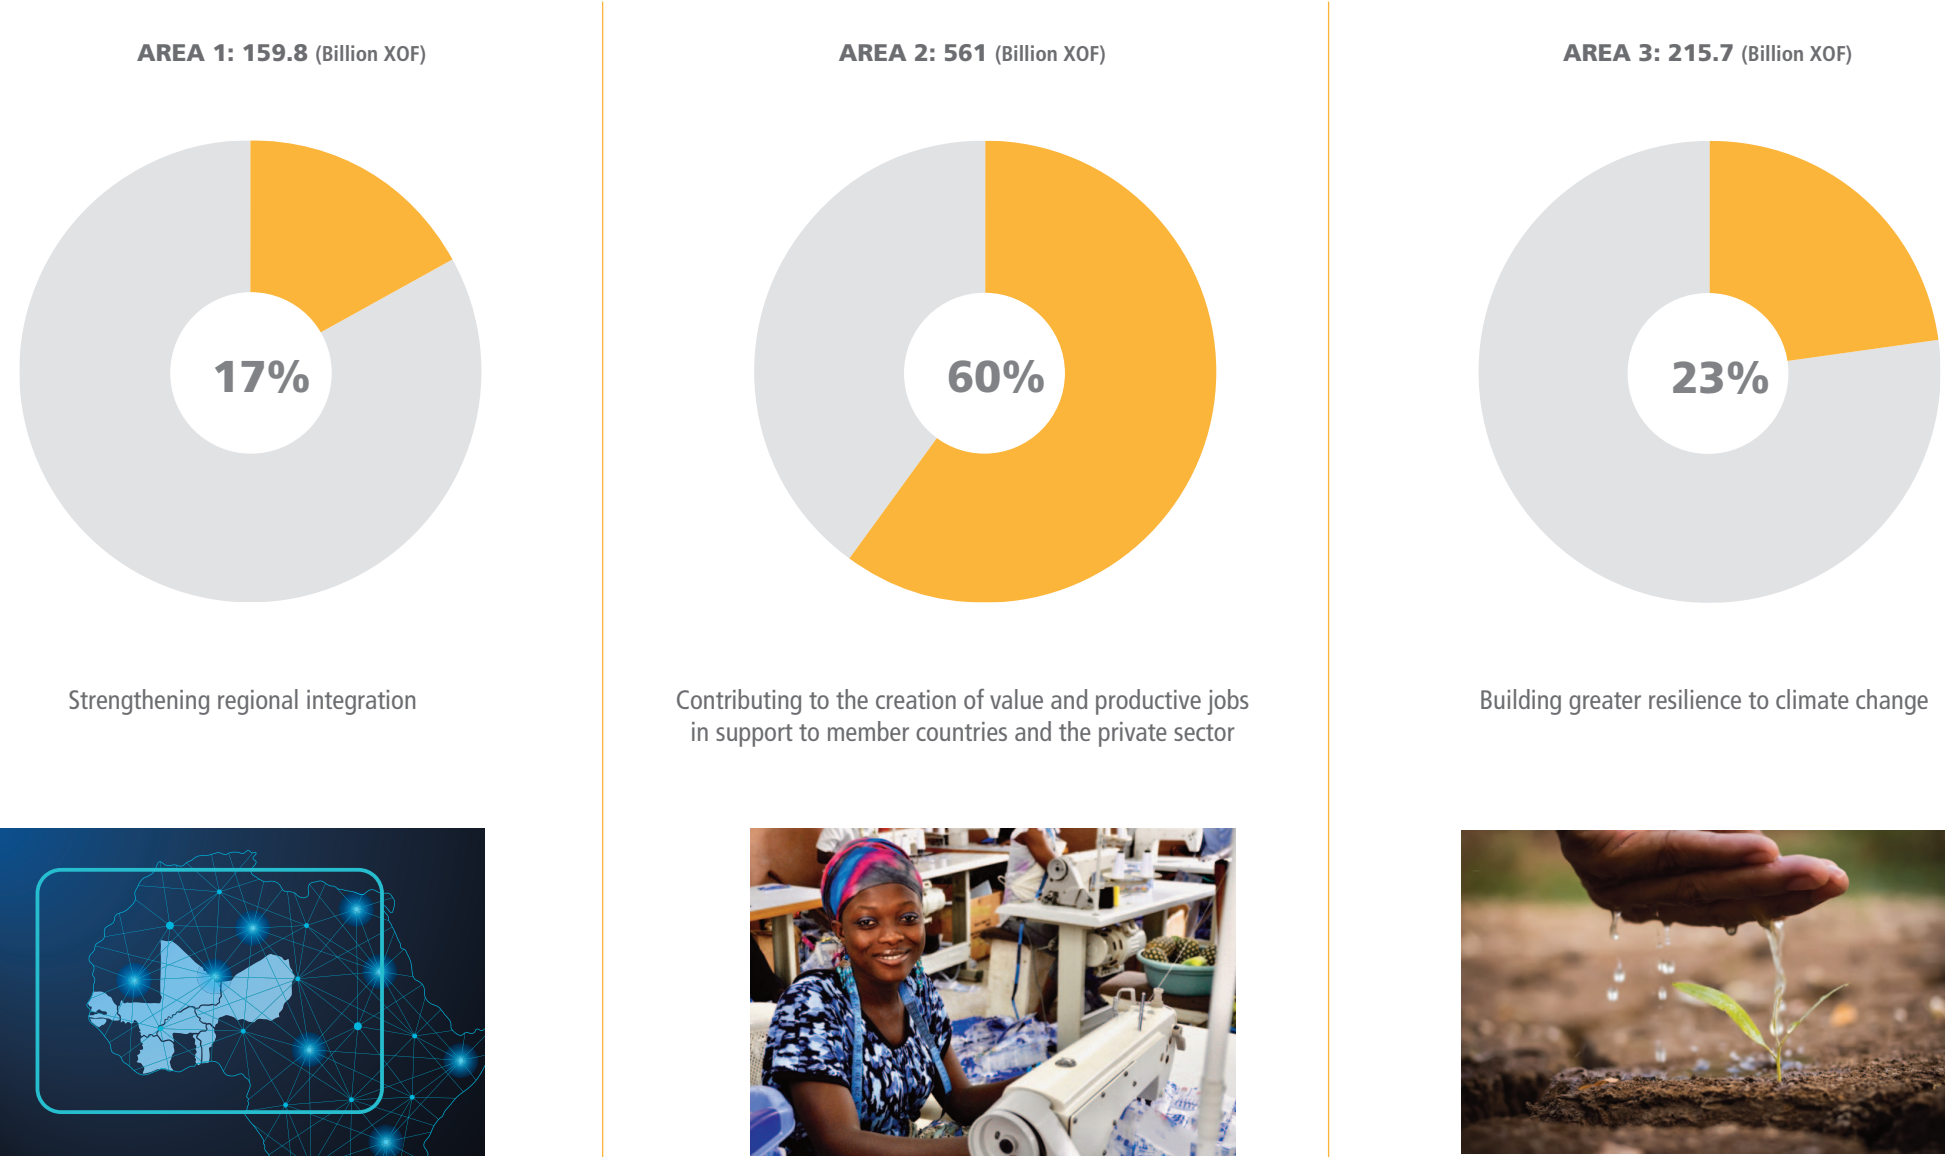 AREA 1: 159.8 (Billion XOF)
17%
Strengthening regional integration
AREA 2: 561 (Billion XOF)
60%
Contributing to the creation of value and productive jobs
in support to member countries and the private sector
AREA 3: 215.7 (Billion XOF)
23%
Building greater resilience to climate change